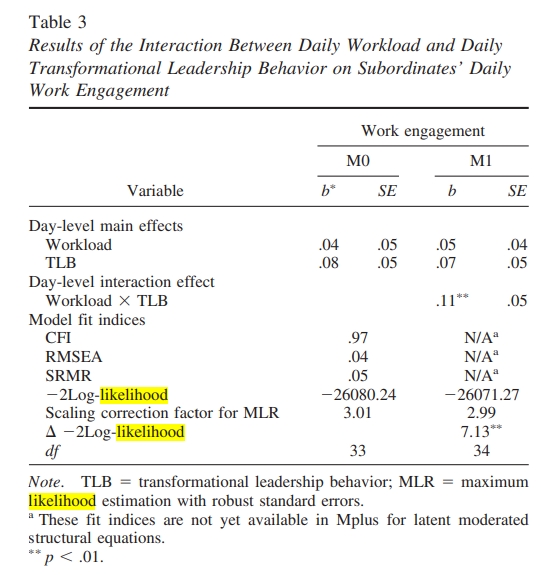 Table 3
Results of the Interaction Between Daily Workload and Daily
Transformational Leadership Behavior on Subordinates' Daily
Work Engagement
Work engagement
M0 M1
Variable b* SE b SE
Day-level main effects
Workload .04 .05 .05 .04
TLB .08 .05 .07 .05
Day-level interaction effect
Workload × TLB .11** .05
Model fit indices
CFI .97 N/Aa
RMSEA .04 N/Aa
SRMR .05 N/Aa
−2Log-likelihood −26080.24 −26071.27
Scaling correction factor for MLR 3.01 2.99
Δ −2Log-likelihood 7.13**
df 33 34
Note. TLB = transformational leadership behavior; MLR = maximum
likelihood estimation with robust standard errors.
a These fit indices are not yet available in Mplus for latent moderated
structural equations.
** p < .01.